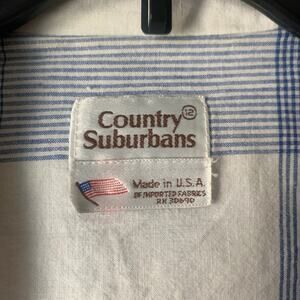 Country 12
Suburbans
Made in U.S.A.
OF IMPORTED FABRICS
RN 30690